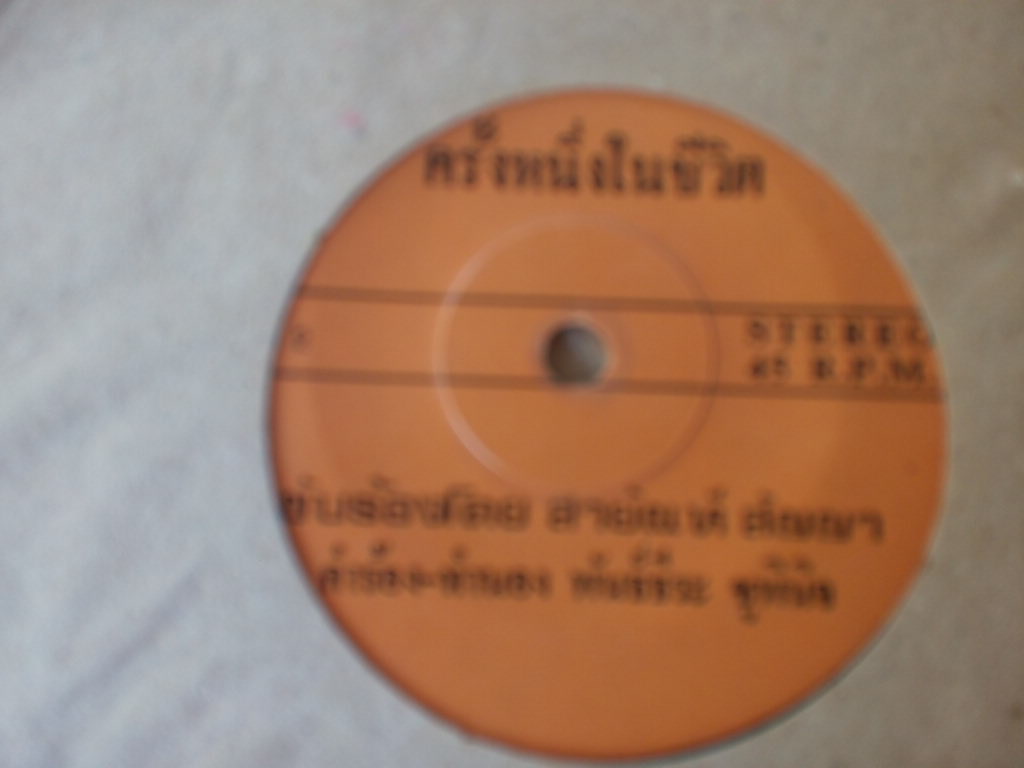 ครั้งหนึ่งในชีวิต
STEREO
45 R.P.M.
ขับร้องโดย สายัณห์ สัญญา
คำร้อง-ทำนอง